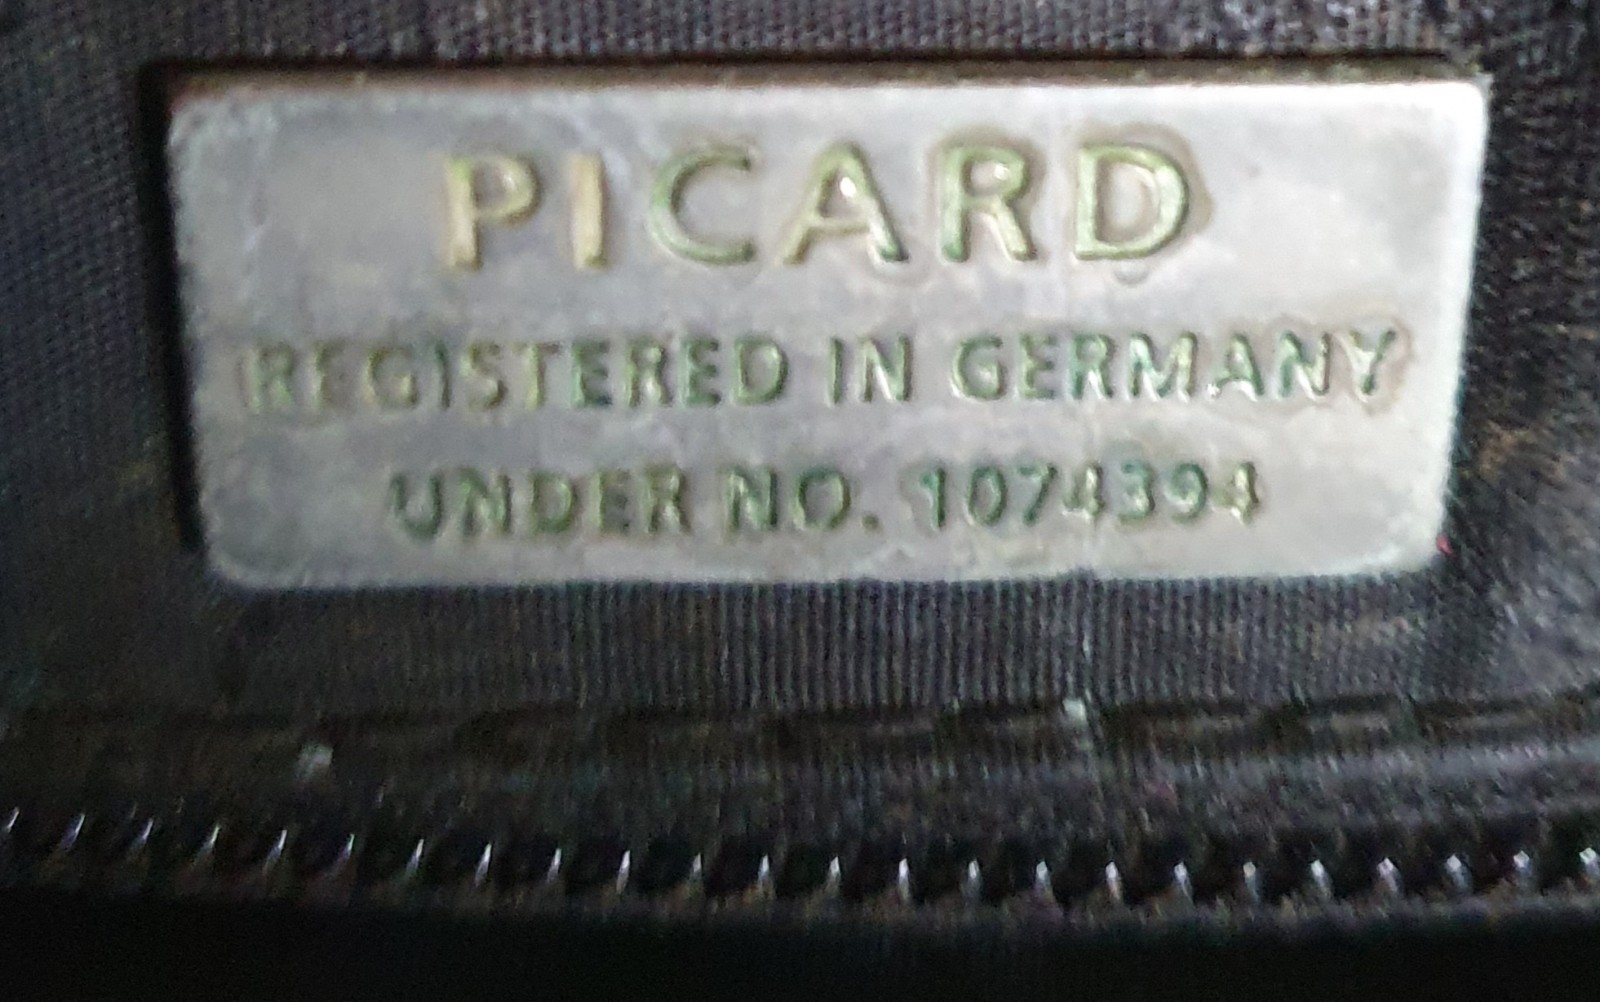 PICARD
REGISTERED IN GERMANY
UNDER NO. 1074394